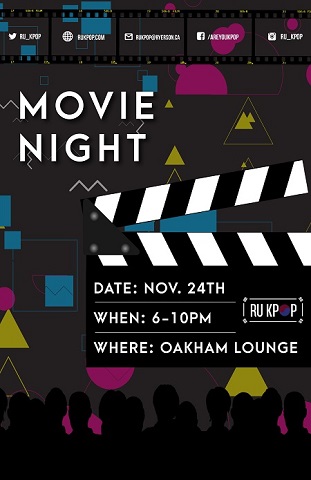 RU_KPOP
RUKPOP.COM
RUKPOP@RYERSON.CA
/AREYOUKPOP
RU_KPOP
MOVIE
NIGHT
DATE: NOV. 24TH
WHEN: 6-10PM
RU KPOP
WHERE: OAKHAM LOUNGE